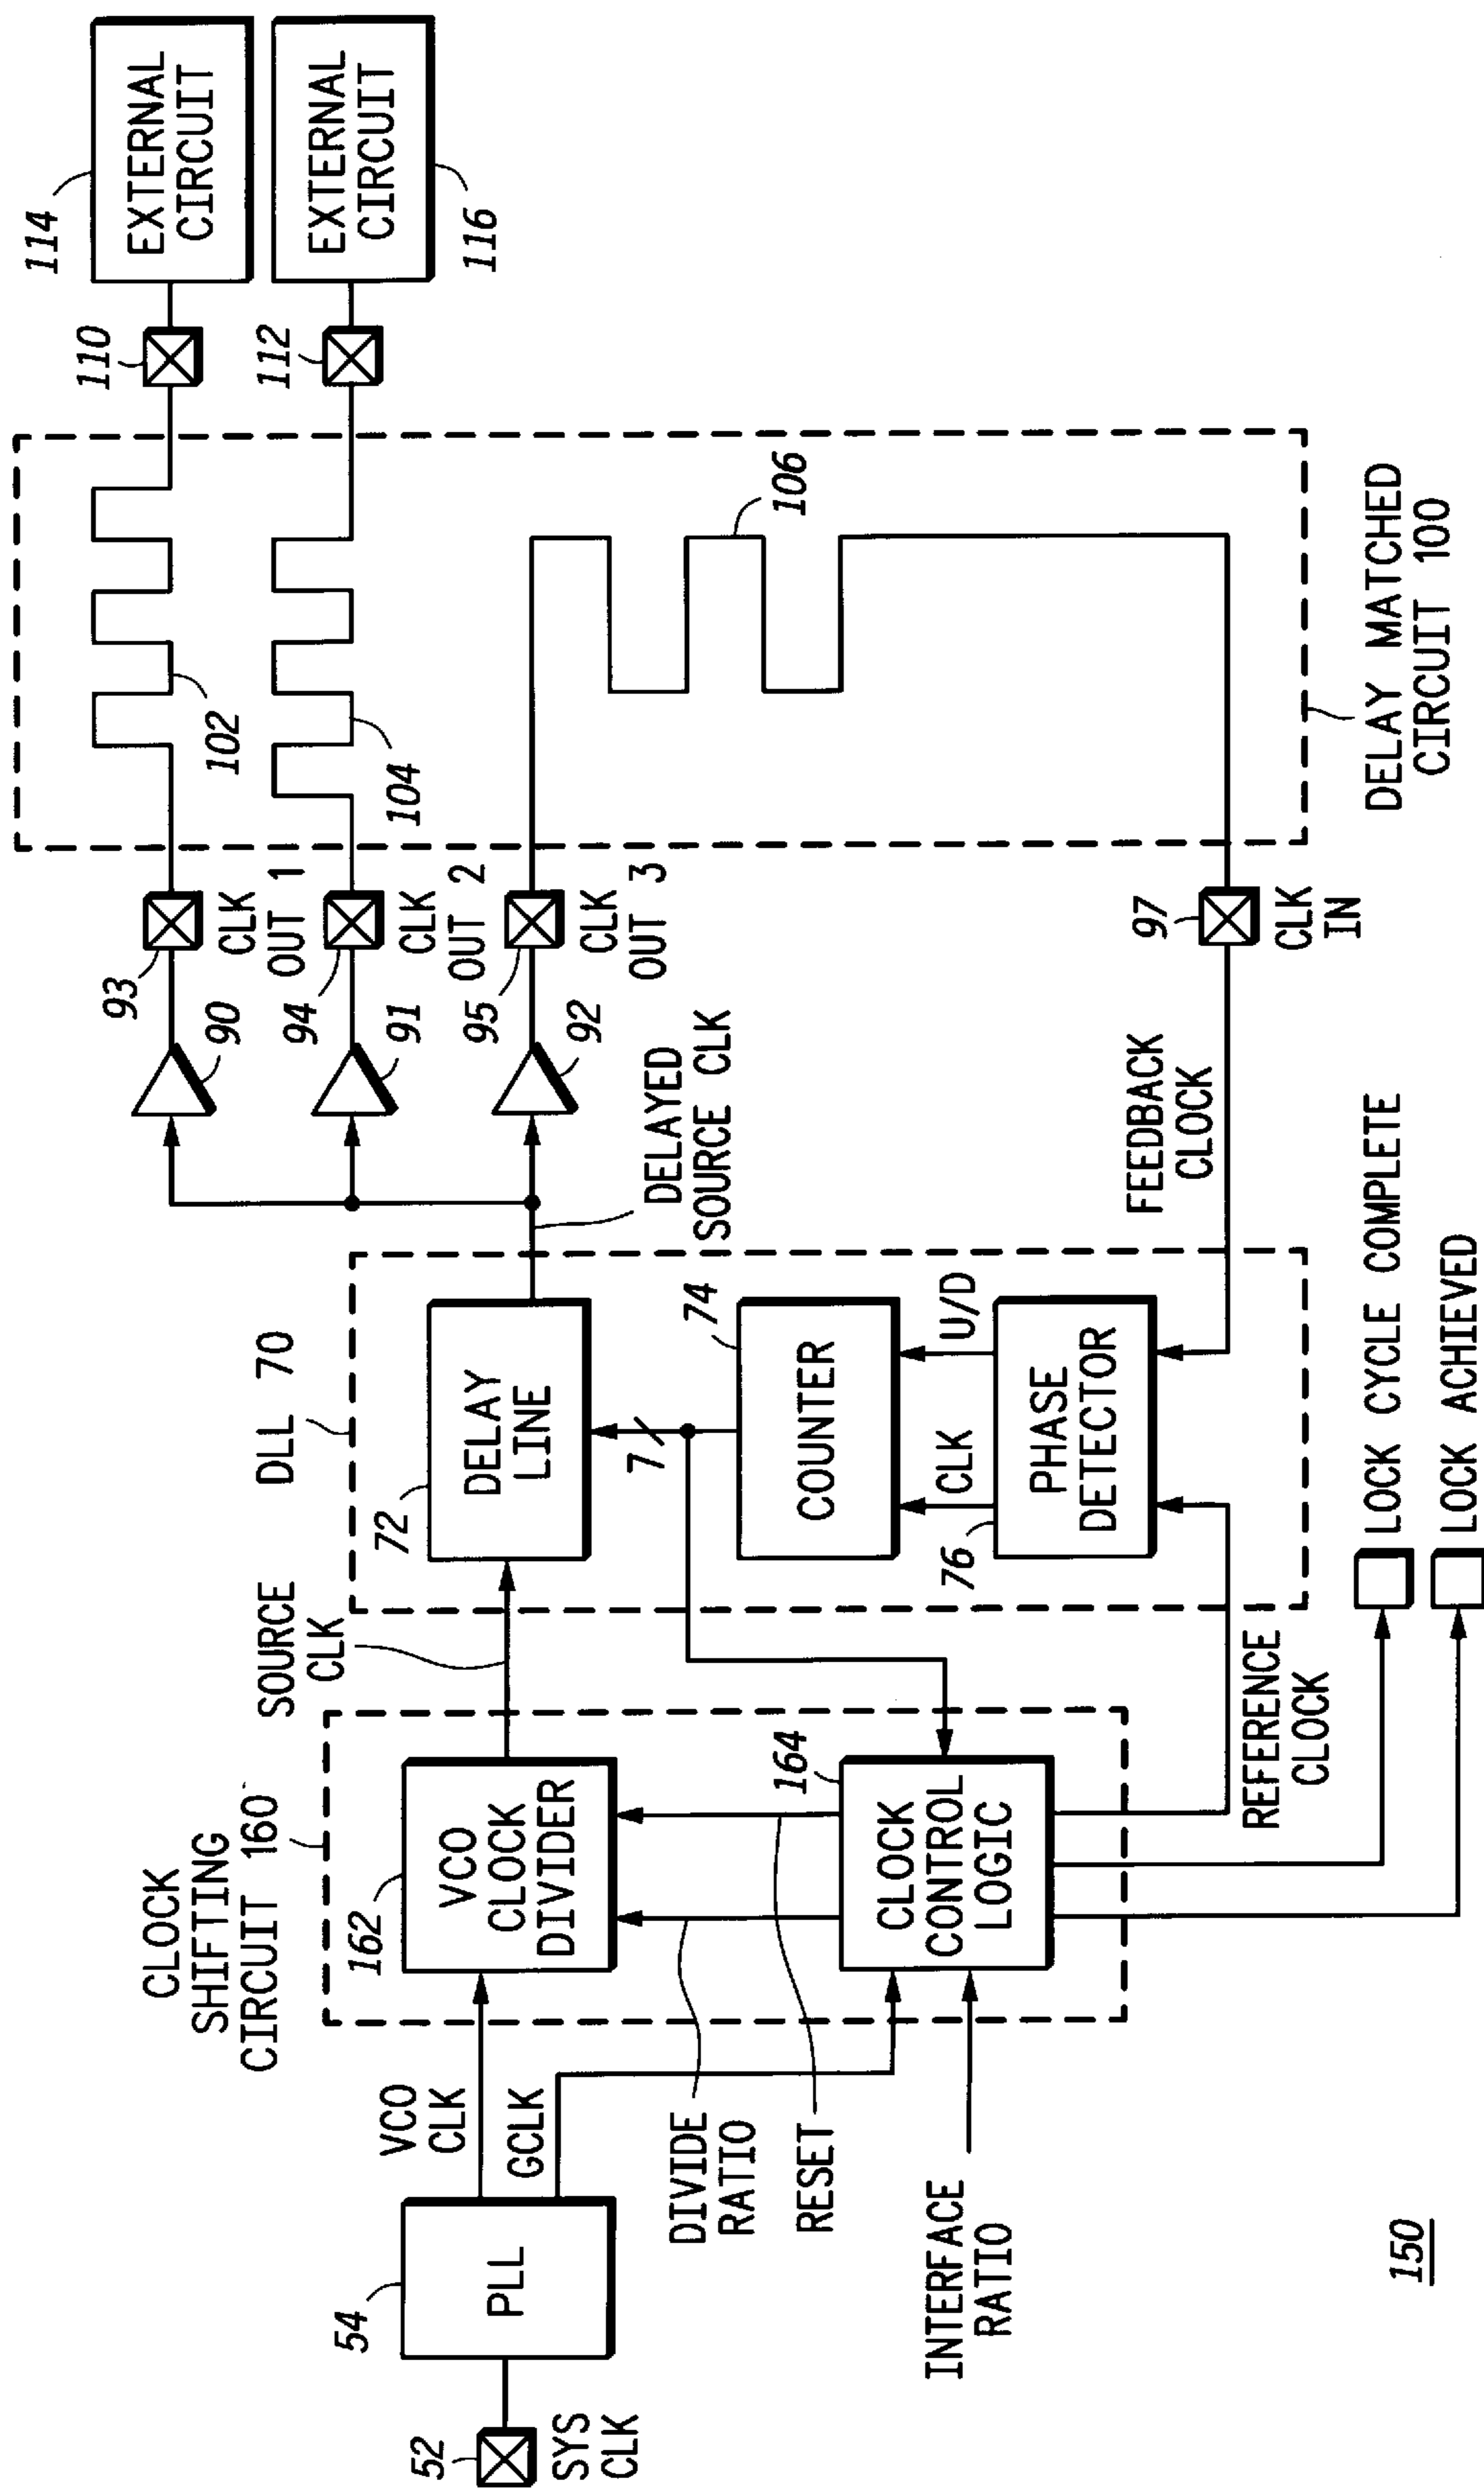 52
SYS
CLK
54
PLL
VCO
CLK
GCLK
DIVIDE
RATIO
RESET
INTERFACE
RATIO
150
CLOCK
SHIFTING
CIRCUIT 160
162
VCO
CLOCK
DIVIDER
164
CLOCK
CONTROL
LOGIC
SOURCE
CLK
REFERENCE
CLOCK
DLL 70
72
DELAY
LINE
7
74
COUNTER
CLK
U/D
76
PHASE
DETECTOR
LOCK CYCLE COMPLETE
LOCK ACHIEVED
DELAYED
SOURCE CLK
FEEDBACK
CLOCK
90
91
92
93
CLK
OUT 1
94
CLK
OUT 2
95
CLK
OUT 3
97
CLK
IN
102
104
106
DELAY MATCHED
CIRCUIT 100
110
112
114
EXTERNAL
CIRCUIT
EXTERNAL
CIRCUIT
116